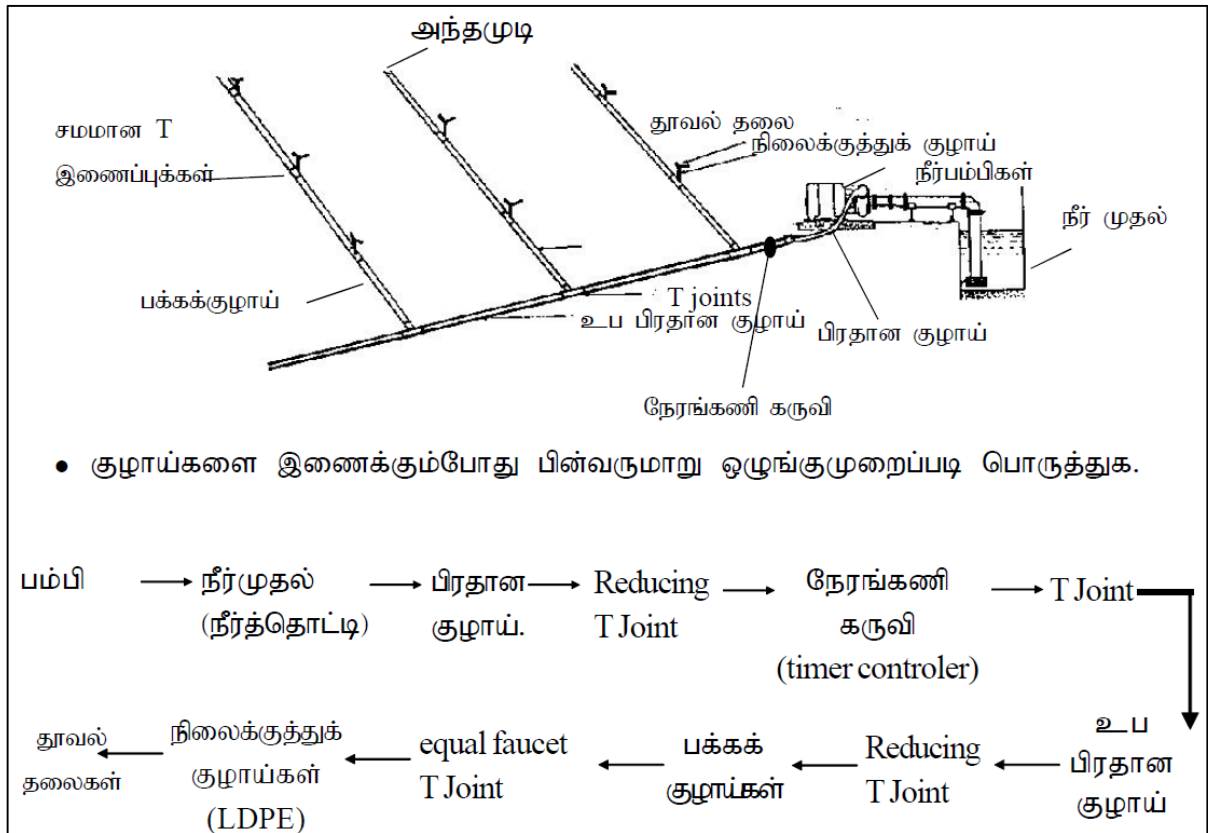 அந்தமுடி
சமமான T
இணைப்புக்கள்
தூவல் தலை
நிலைக்குத்துக் குழாய்
நீர்பம்பிகள்
நீர் முதல்
பக்கக்குழாய்
T joints
உப பிரதான குழாய்
பிரதான குழாய்
நேரங்கணி கருவி
• குழாய்களை இணைக்கும்போது பின்வருமாறு ஒழுங்குமுறைப்படி பொருத்துக.
பம்பி
நீர்முதல்
(நீர்த்தொட்டி)
பிரதான
குழாய்.
Reducing
T Joint
நேரங்கணி
கருவி
(timer controler)
T Joint
உப
பிரதான
குழாய்
Reducing
T Joint
பக்கக்
குழாய்கள்
equal faucet
T Joint
நிலைக்குத்துக்
குழாய்கள்
(LDPE)
தூவல்
தலைகள்